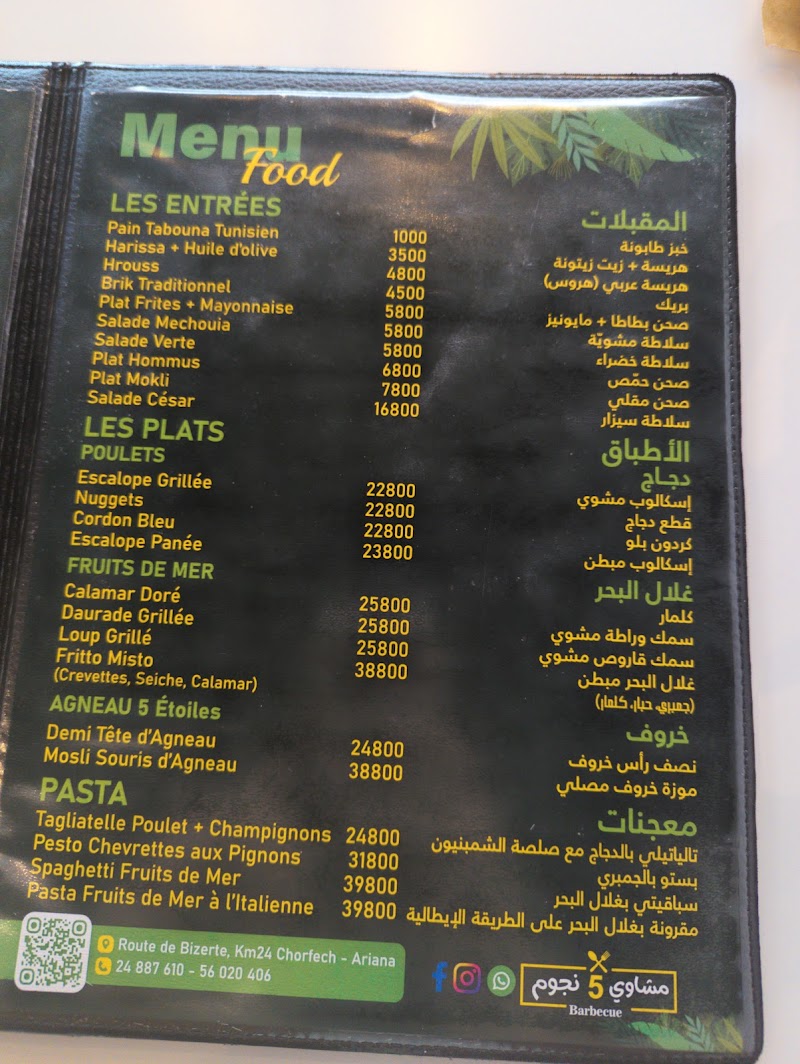 Menu
Food
LES ENTRÉES المقبلات
Pain Tabouna Tunisien 1000 خبز طابونة
Harissa + Huile d'olive 3500 هريسة + زيت زيتونة
Hrouss 4800 هريسة عربي (هروس)
Brik Traditionnel 4500 بريك
Plat Frites + Mayonnaise 5800 صحن بطاطا + مايونيز
Salade Mechouia 5800 سلاطة مشويّة
Salade Verte 5800 سلاطة خضراء
Plat Hommus 6800 صحن حمّص
Plat Mokli 7800 صحن مقلي
Salade César 16800 سلاطة سيزار
LES PLATS الأطباق
POULETS دجاج
Escalope Grillée 22800 إسكالوب مشوي
Nuggets 22800 قطع دجاج
Cordon Bleu 22800 كردون بلو
Escalope Panée 23800 إسكالوب مبطن
FRUITS DE MER غلال البحر
Calamar Doré 25800 كلمار
Daurade Grillée 25800 سمك وراطة مشوي
Loup Grillé 25800 سمك قاروص مشوي
Fritto Misto 38800 غلال البحر مبطن
(Crevettes, Seiche, Calamar) (جمبري، حبار، كلمار)
AGNEAU 5 Étoiles خروف
Demi Tête d'Agneau 24800 نصف رأس خروف
Mosli Souris d'Agneau 38800 موزة خروف مصلي
PASTA معجنات
Tagliatelle Poulet + Champignons 24800 تالياتيلي بالدجاج مع صلصة الشمبنيون
Pesto Chevrettes aux Pignons 31800 بستو بالجمبري
Spaghetti Fruits de Mer 39800 سباقيتي بغلال البحر
Pasta Fruits de Mer à l'Italienne 39800 مقرونة بغلال البحر على الطريقة الإيطالية
Route de Bizerte, Km24 Chorfech - Ariana
24 887 610 - 56 020 406
مشاوي 5 نجوم
Barbecue